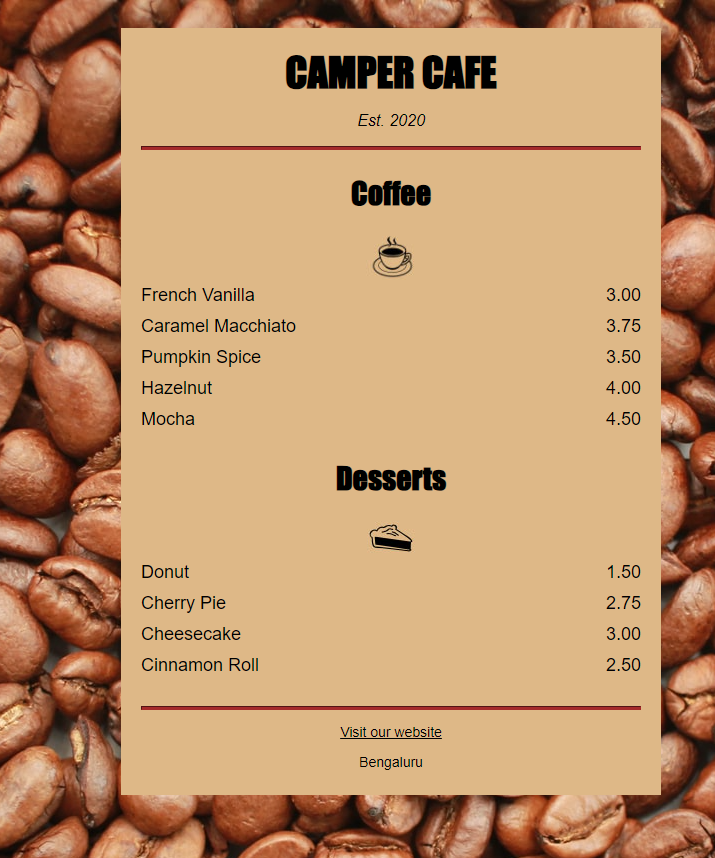 CAMPER CAFE
Est. 2020
Coffee
French Vanilla 3.00
Caramel Macchiato 3.75
Pumpkin Spice 3.50
Hazelnut 4.00
Mocha 4.50
Desserts
Donut 1.50
Cherry Pie 2.75
Cheesecake 3.00
Cinnamon Roll 2.50
Visit our website
Bengaluru